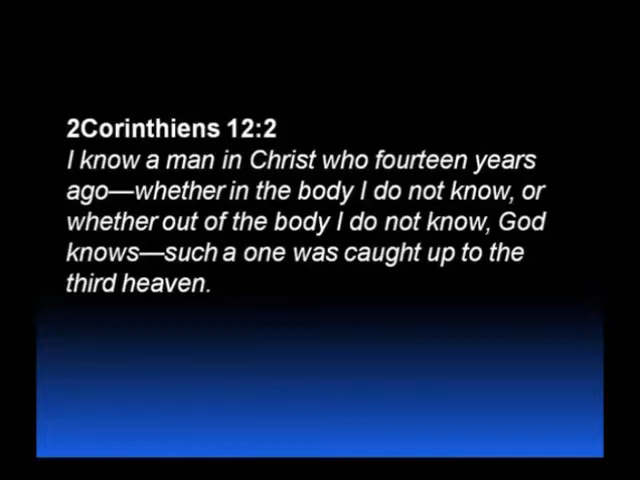 2Corinthiens 12:2
I know a man in Christ who fourteen years
ago—whether in the body I do not know, or
whether out of the body I do not know, God
knows—such a one was caught up to the
third heaven.